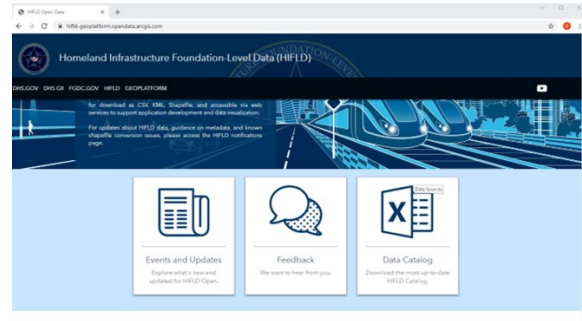 HIFLD Open Data
hifld-geoplatform.opendata.arcgis.com
Homeland Infrastructure Foundation-Level Data (HIFLD)
DHS.GOV DHS GII FGDC.GOV HIFLD GEOPLATFORM
for download as CSV, KML, Shapefile, and accessible via web
services to support application development and data visualization.
For updates about HIFLD data, guidance on metadata, and known
shapefile conversion issues, please access the HIFLD notifications
page.
Data Source
Events and Updates
Explore what's new and
updated for HIFLD Open.
Feedback
We want to hear from you.
Data Catalog
Download the most up-to-date
HIFLD Catalog.